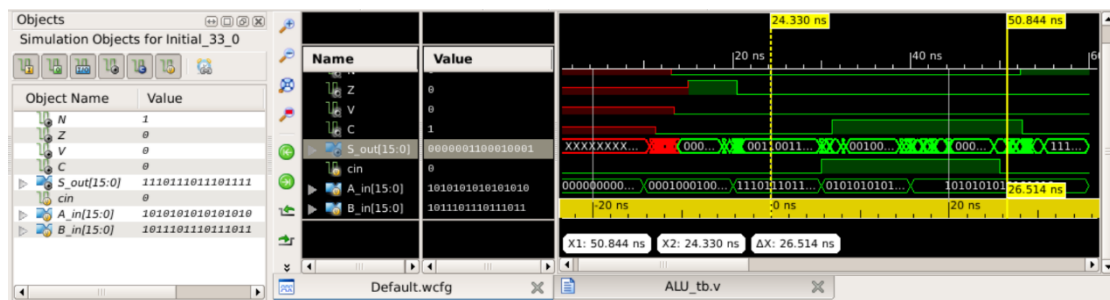 Objects
Simulation Objects for Initial_33_0
Object Name Value
N 1
Z 0
V 0
C 0
S_out[15:0] 1110111011101111
cin 0
A_in[15:0] 1010101010101010
B_in[15:0] 1011101110111011
Name Value
Z 0
V 0
C 1
S_out[15:0] 0000001100010001
cin 0
A_in[15:0] 1010101010101010
B_in[15:0] 1011101110111011
24.330 ns 50.844 ns
20 ns 40 ns
XXXXXXXX... 000... 00110011... 00100... 000... 111...
000000000... 0001000100... 1110111011... 0101010101... 101010101
26.514 ns
-20 ns 0 ns 20 ns
X1: 50.844 ns X2: 24.330 ns ΔX: 26.514 ns
Default.wcfg ALU_tb.v